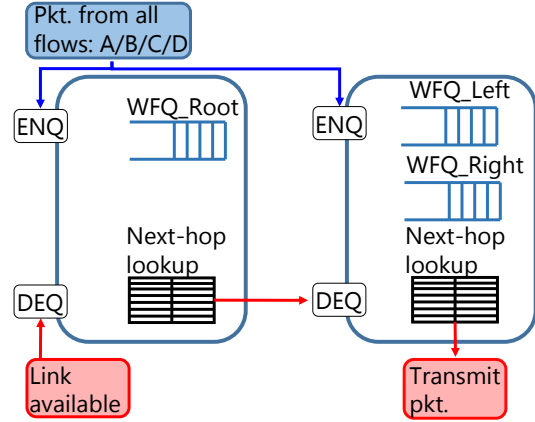 Pkt. from all
flows: A/B/C/D
ENQ
WFQ_Root
Next-hop
lookup
DEQ
Link
available
ENQ
WFQ_Left
WFQ_Right
Next-hop
lookup
DEQ
Transmit
pkt.